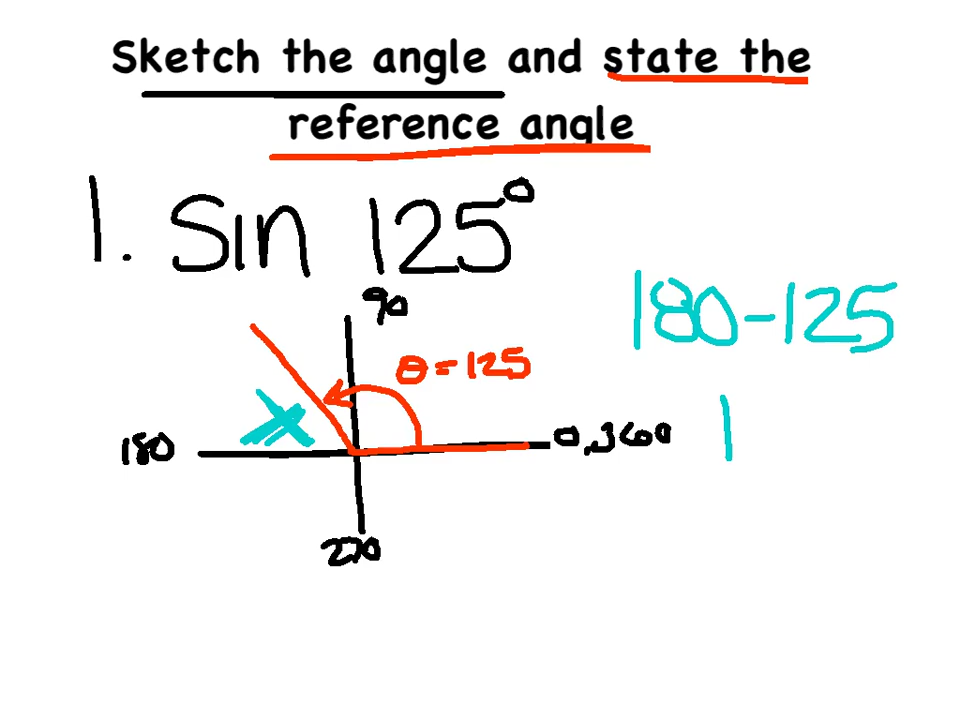 Sketch the angle and state the
reference angle
1. Sin 125°
180-125
90
θ=125
180
0,360
270